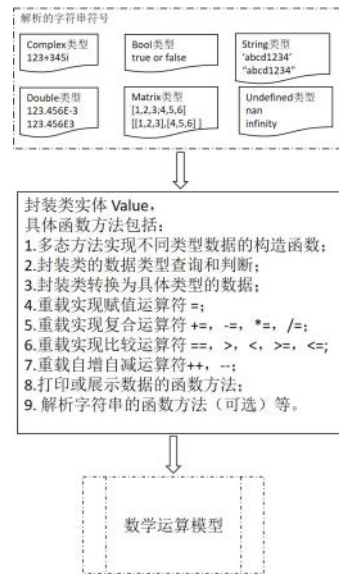 解析的字符串符号
Complex类型
123+345i
Bool类型
true or false
String类型
'abcd1234'
"abcd1234"
Double类型
123.456E-3
123.456E3
Matrix类型
[1,2,3;4,5,6]
[[1,2,3],[4,5,6] ]
Undefined类型
nan
infinity
封装类实体 Value，
具体函数方法包括：
1.多态方法实现不同类型数据的构造函数；
2.封装类的数据类型查询和判断；
3.封装类转换为具体类型的数据；
4.重载实现赋值运算符 =；
5.重载实现复合运算符 +=，-=，*=，/=；
6.重载实现比较运算符 ==，>，<，>=，<=；
7.重载自增自减运算符++，--；
8.打印或展示数据的函数方法；
9. 解析字符串的函数方法（可选）等。
数学运算模型